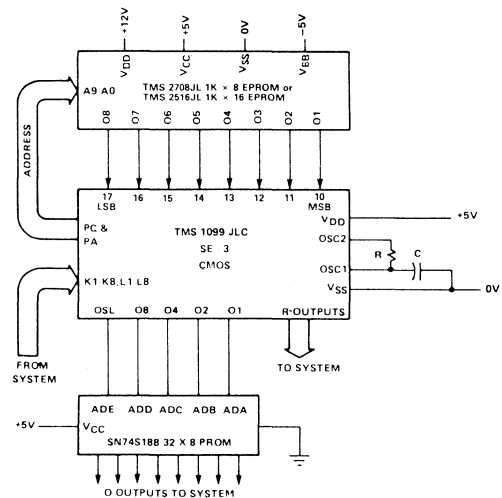 +12V +5V 0V -5V
VDD VCC VSS VBB
A9-A0
TMS 2708JL 1K × 8 EPROM or
TMS 2516JL 1K × 16 EPROM
O8 O7 O6 O5 O4 O3 O2 O1
ADDRESS
17 16 15 14 13 12 11 10
LSB MSB
PC &
PA
TMS 1099 JLC
SE-3
CMOS
VDD
+5V
OSC2
R
C
OSC1
VSS
0V
K1-K8,L1-L8
OSL O8 O4 O2 O1 R-OUTPUTS
FROM
SYSTEM
TO SYSTEM
ADE ADD ADC ADB ADA
+5V
VCC
SN74S188 32 X 8 PROM
O OUTPUTS TO SYSTEM